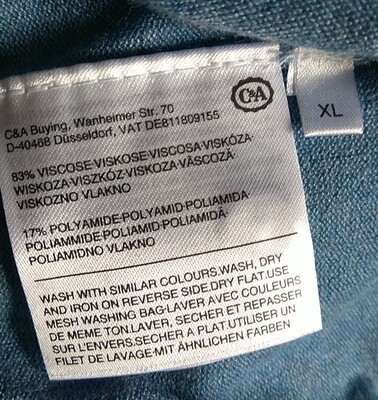 C&A
XL
C&A Buying, Wanheimer Str. 70
D-40468 Düsseldorf, VAT DE811809155
83% VISCOSE·VISKOSE·VISCOSA·VISKÓZA·
WISKOZA·VISZKÓZ·VISKOZA·VÂSCOZĂ·
VISKOZNO VLAKNO
17% POLYAMIDE·POLYAMID·POLIAMIDA·
POLIAMMIDE·POLIAMID·POLIAMIDĂ·
POLIAMIDNO VLAKNO
WASH WITH SIMILAR COLOURS.WASH, DRY
AND IRON ON REVERSE SIDE.DRY FLAT.USE
MESH WASHING BAG·LAVER AVEC COULEURS
DE MEME TON.LAVER, SECHER ET REPASSER
SUR L'ENVERS.SECHER A PLAT.UTILISER UN
FILET DE LAVAGE·MIT ÄHNLICHEN FARBEN